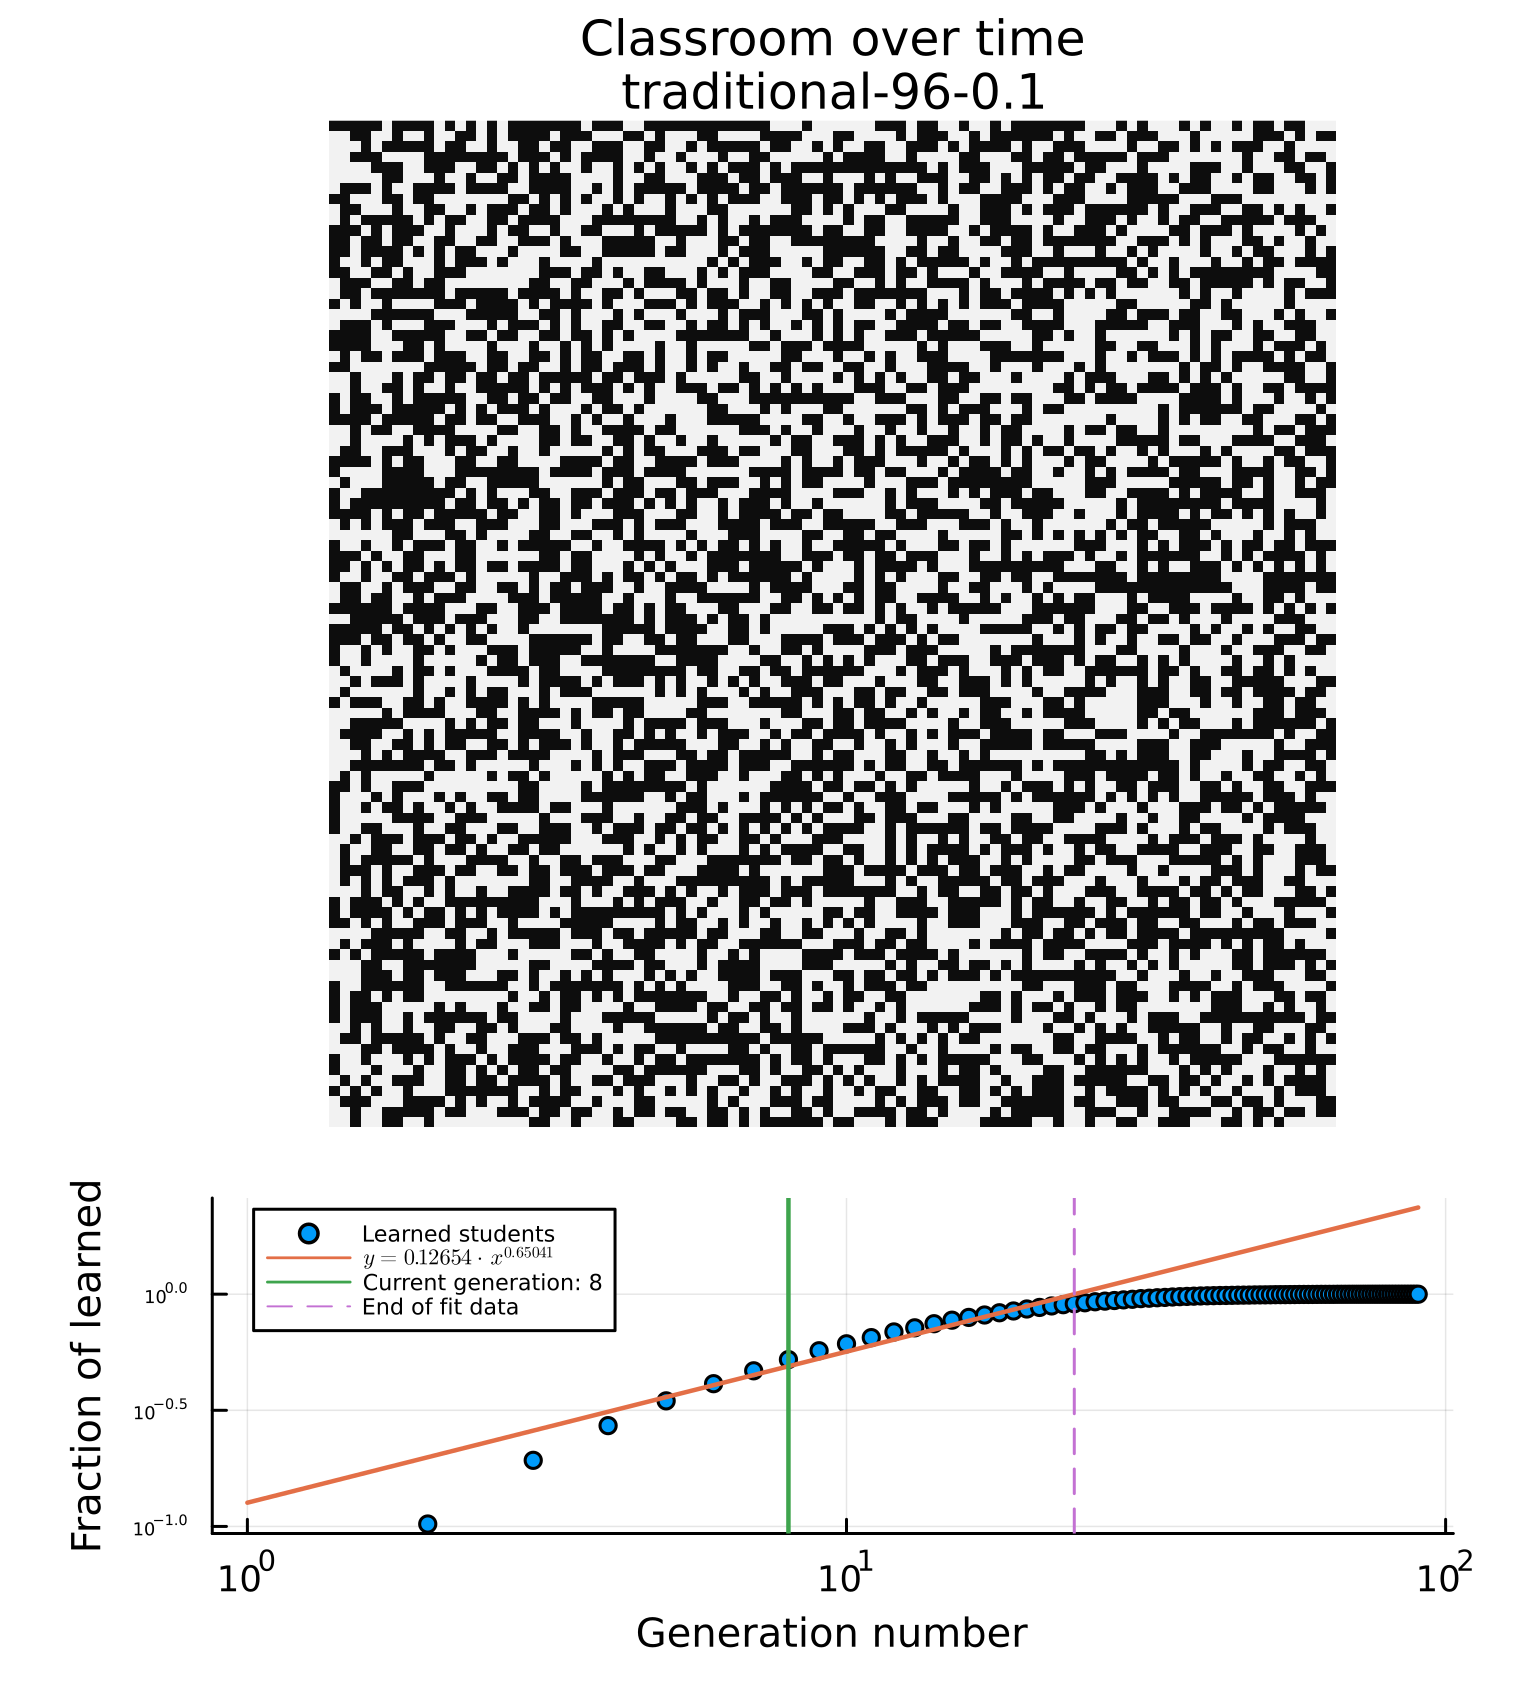 Classroom over time
traditional-96-0.1
Fraction of learned
Learned students
y = 0.12654 · x^0.65041
Current generation: 8
End of fit data
10^0.0
10^−0.5
10^−1.0
10^0 10^1 10^2
Generation number